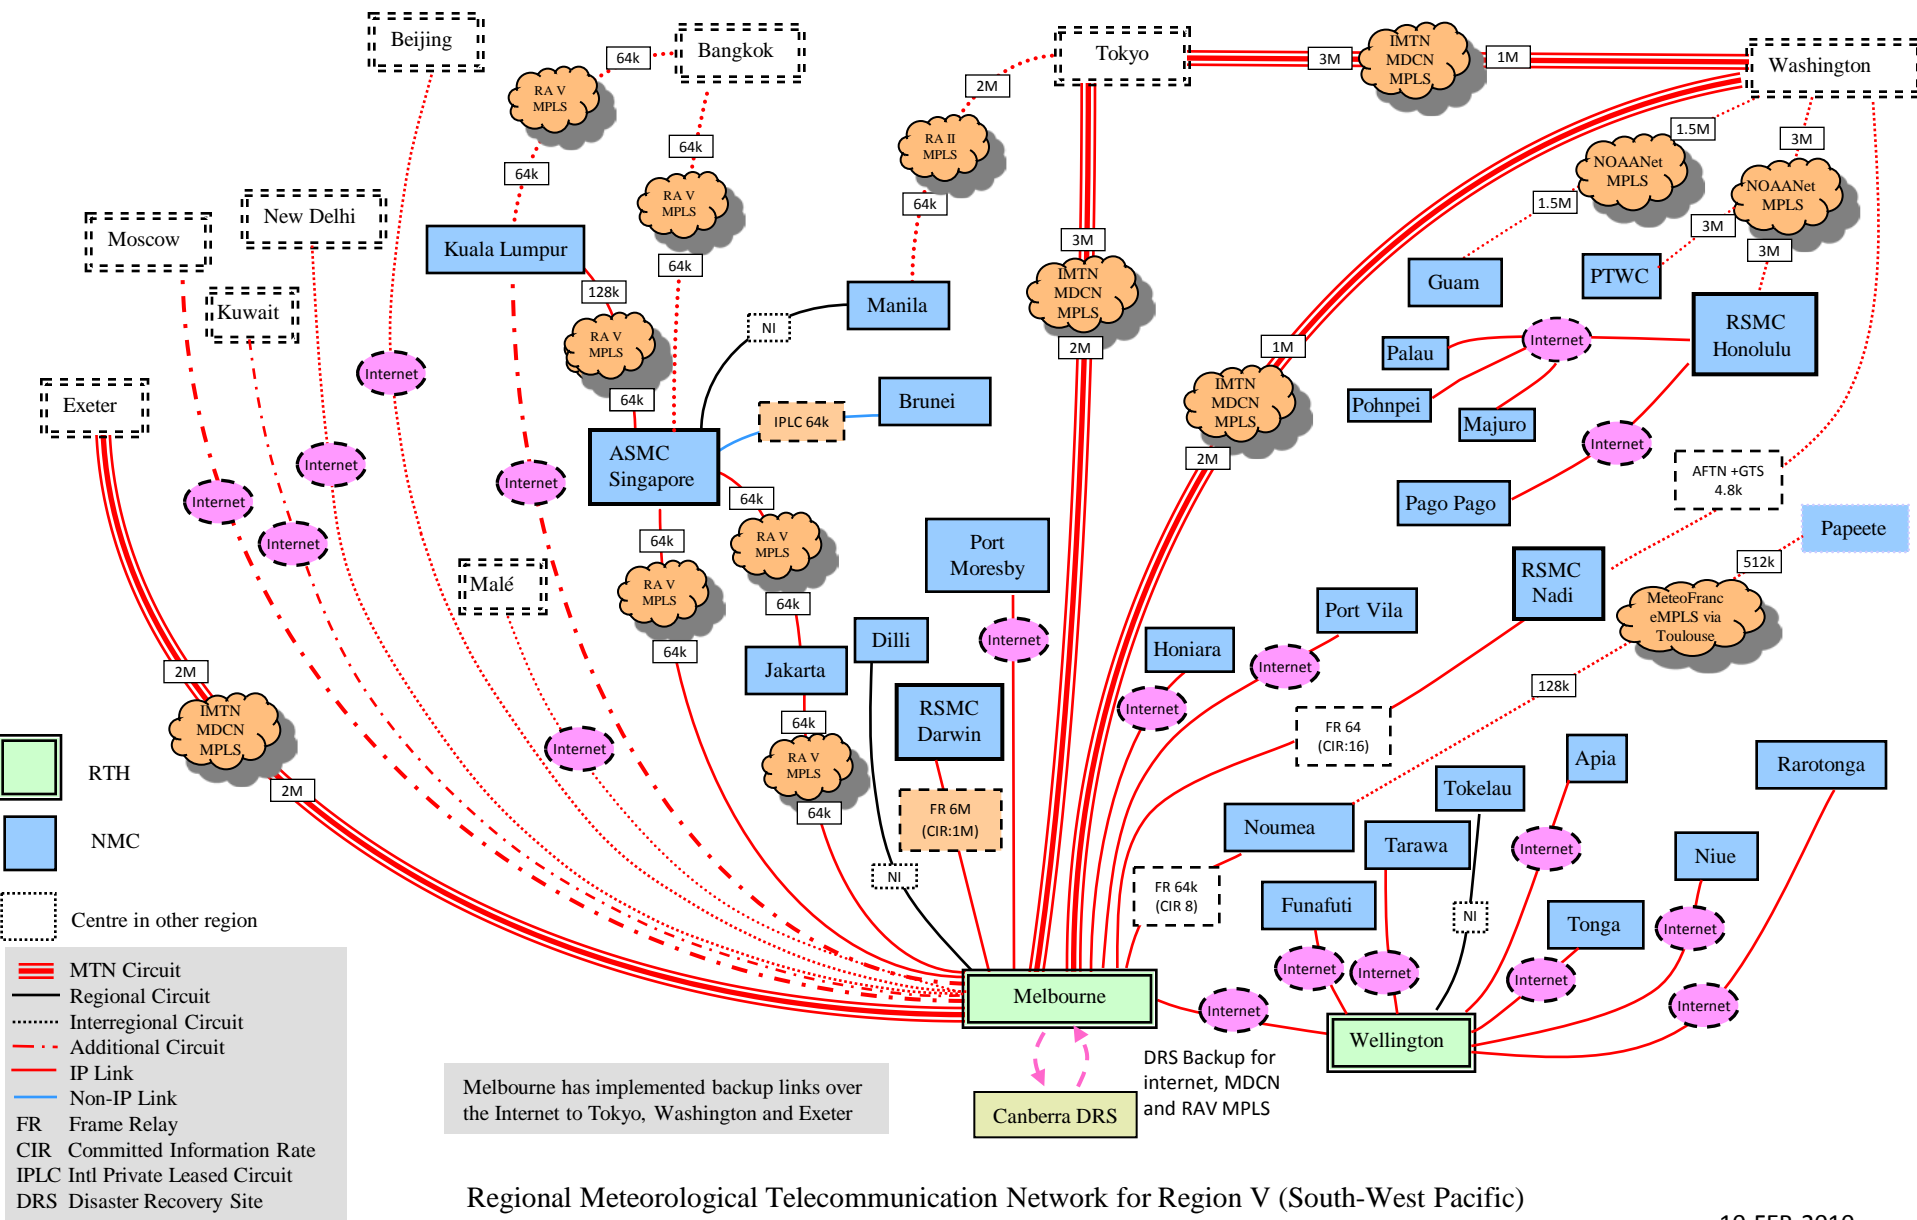 Beijing
Bangkok
Tokyo
Washington
64k
RA V
MPLS
64k
2M
3M
IMTN
MDCN
MPLS
1M
RA II
MPLS
64k
64k
RA V
MPLS
64k
1.5M
NOAANet
MPLS
1.5M
3M
NOAANet
MPLS
3M
3M
Moscow
New Delhi
Kuwait
Exeter
Kuala Lumpur
128k
RA V
MPLS
64k
Manila
NI
Brunei
IPLC 64k
ASMC
Singapore
3M
IMTN
MDCN
MPLS
2M
1M
IMTN
MDCN
MPLS
2M
Guam
PTWC
RSMC
Honolulu
Palau
Internet
Pohnpei
Majuro
Internet
Pago Pago
AFTN +GTS
4.8k
Papeete
512k
MeteoFranc
eMPLS via
Toulouse
128k
RSMC
Nadi
Internet
Internet
Internet
Internet
Internet
Malé
Internet
64k
RA V
MPLS
64k
64k
RA V
MPLS
64k
Jakarta
64k
RA V
MPLS
64k
Dilli
NI
Port
Moresby
Internet
RSMC
Darwin
FR 6M
(CIR:1M)
Honiara
Internet
Port Vila
Internet
FR 64
(CIR:16)
Noumea
FR 64k
(CIR 8)
2M
IMTN
MDCN
MPLS
2M
Tarawa
Internet
Funafuti
Internet
Tokelau
NI
Apia
Internet
Tonga
Internet
Niue
Internet
Rarotonga
Internet
Melbourne
Internet
Wellington
Canberra DRS
DRS Backup for
internet, MDCN
and RAV MPLS
Melbourne has implemented backup links over
the Internet to Tokyo, Washington and Exeter
RTH
NMC
Centre in other region
MTN Circuit
Regional Circuit
Interregional Circuit
Additional Circuit
IP Link
Non-IP Link
FR Frame Relay
CIR Committed Information Rate
IPLC Intl Private Leased Circuit
DRS Disaster Recovery Site
Regional Meteorological Telecommunication Network for Region V (South-West Pacific)